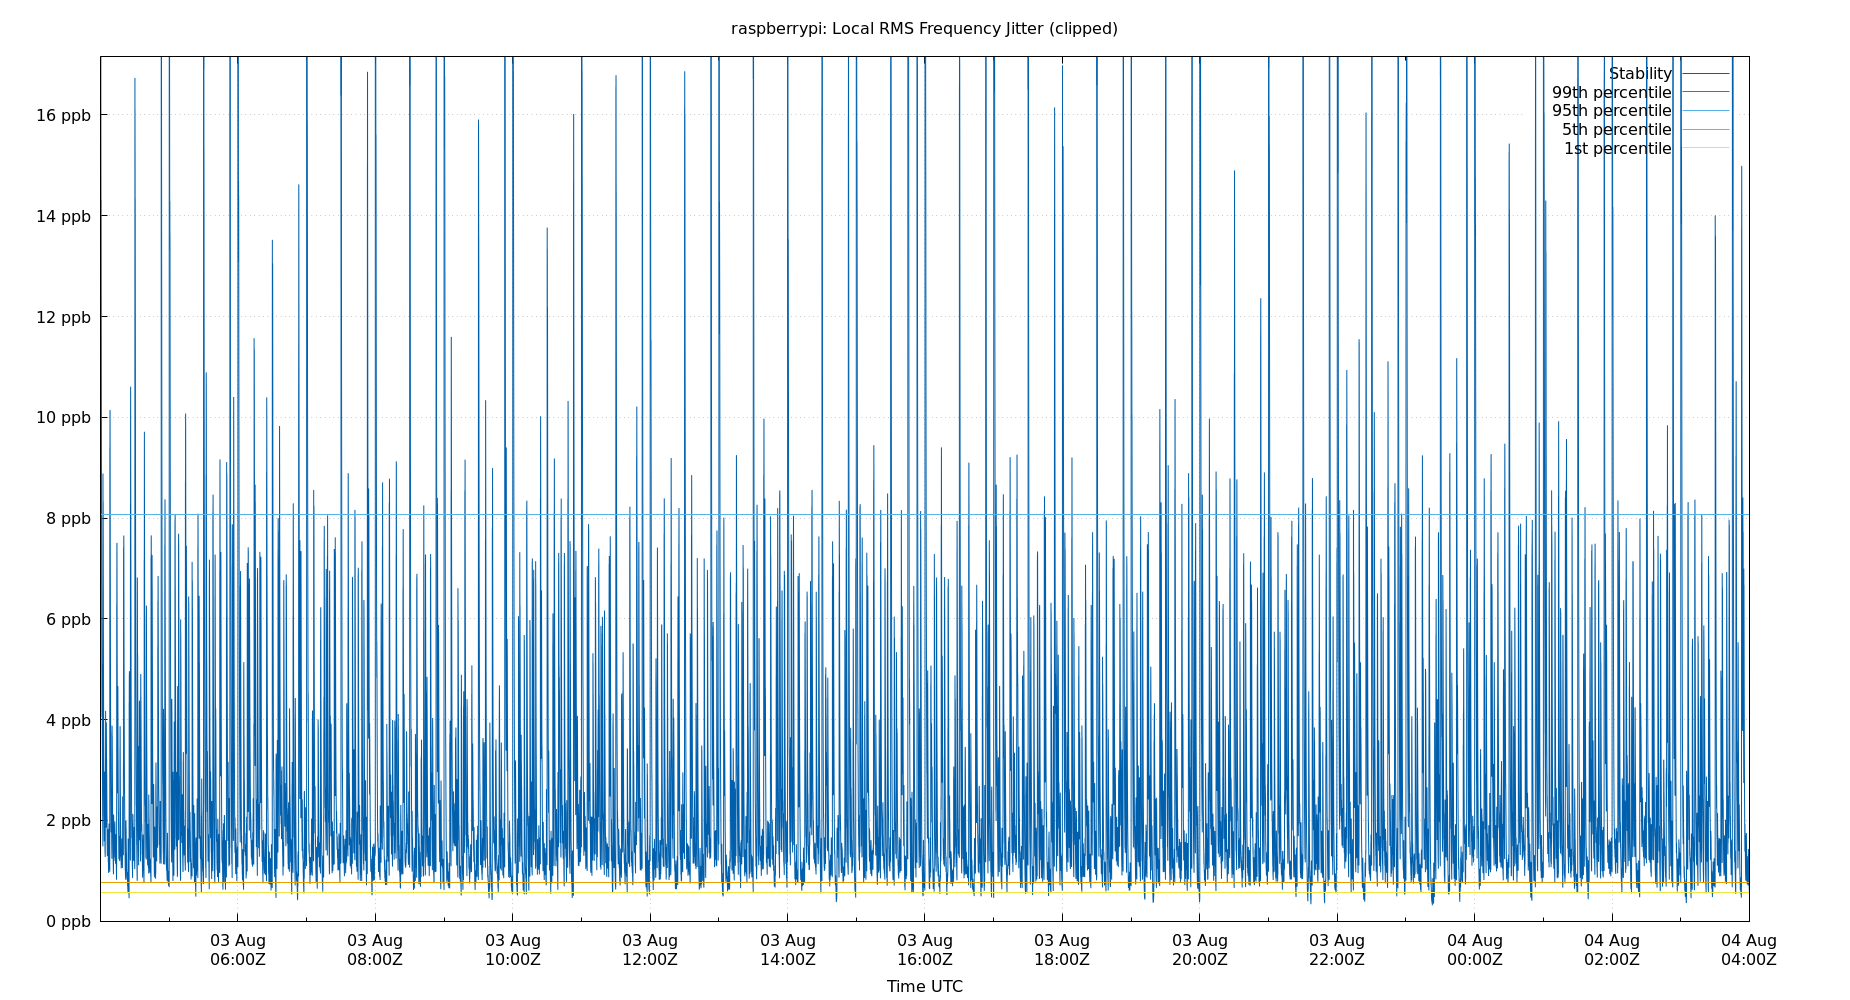 raspberrypi: Local RMS Frequency Jitter (clipped)
Stability
99th percentile
95th percentile
5th percentile
1st percentile
16 ppb
14 ppb
12 ppb
10 ppb
8 ppb
6 ppb
4 ppb
2 ppb
0 ppb
03 Aug 03 Aug 03 Aug 03 Aug 03 Aug 03 Aug 03 Aug 03 Aug 03 Aug 04 Aug 04 Aug 04 Aug
06:00Z 08:00Z 10:00Z 12:00Z 14:00Z 16:00Z 18:00Z 20:00Z 22:00Z 00:00Z 02:00Z 04:00Z
Time UTC